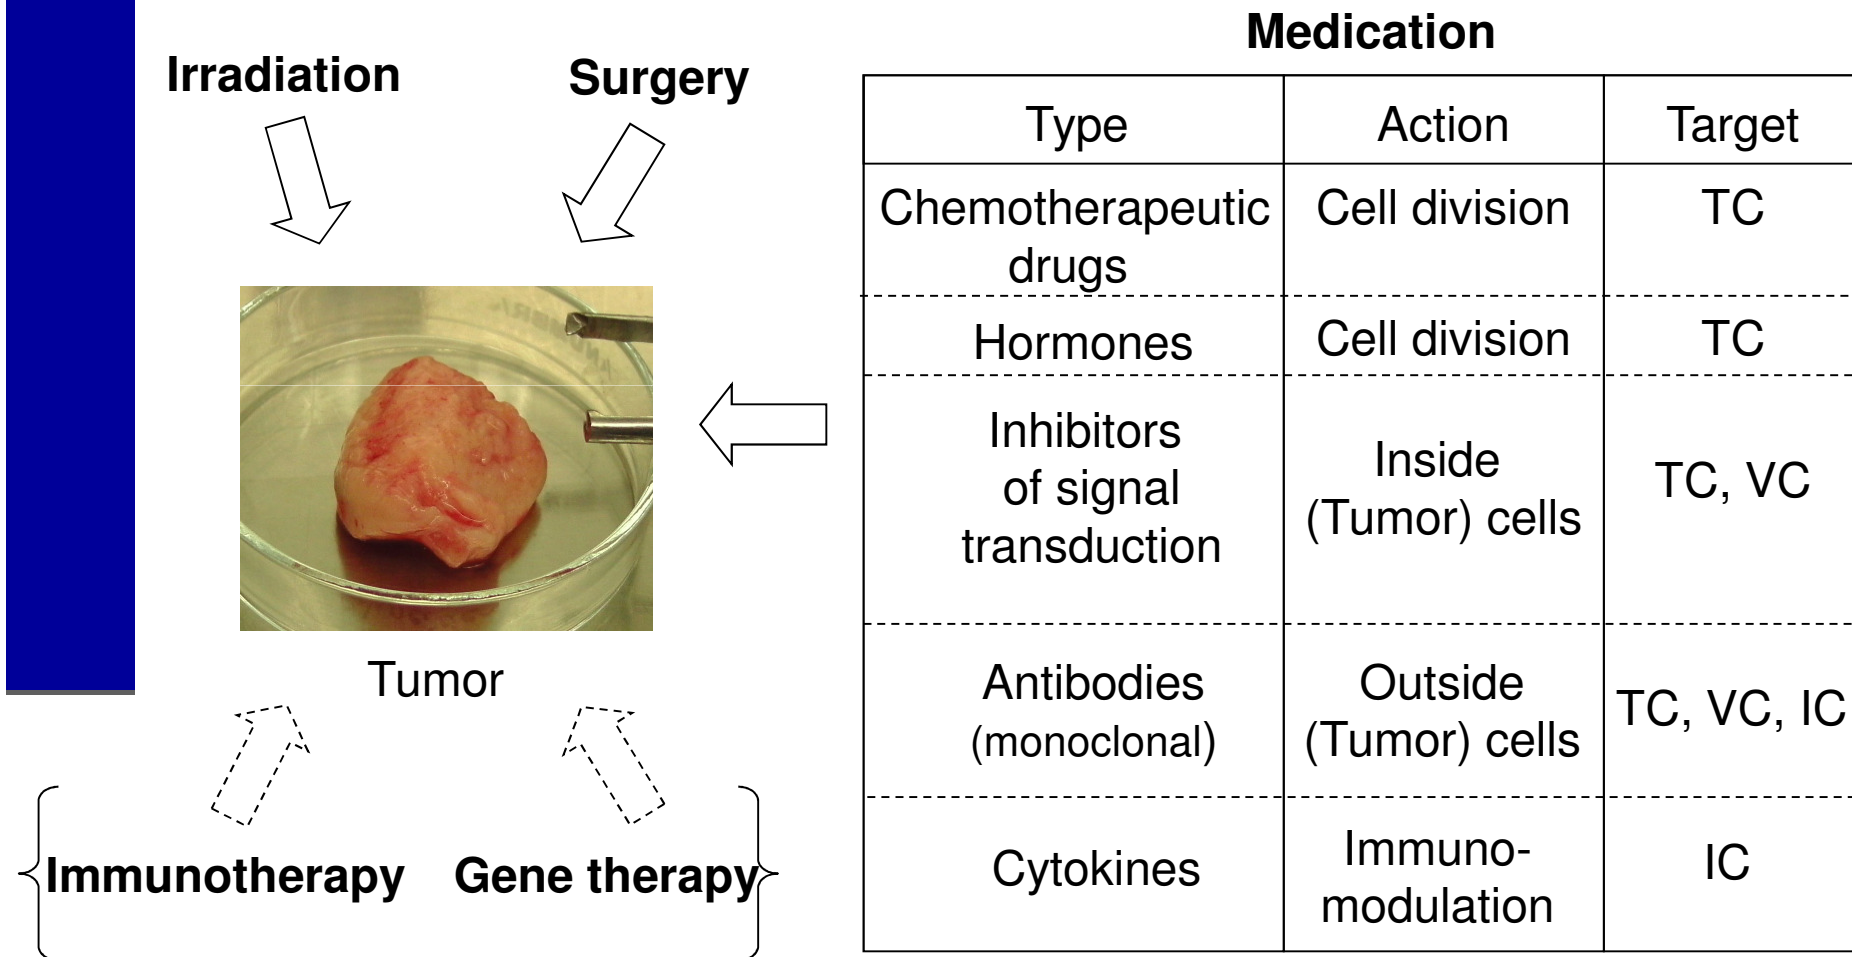 Irradiation
Surgery
Tumor
Immunotherapy
Gene therapy
Medication
Type Action Target
Chemotherapeutic
drugs
Cell division
TC
Hormones
Cell division
TC
Inhibitors
of signal
transduction
Inside
(Tumor) cells
TC, VC
Antibodies
(monoclonal)
Outside
(Tumor) cells
TC, VC, IC
Cytokines
Immuno-
modulation
IC